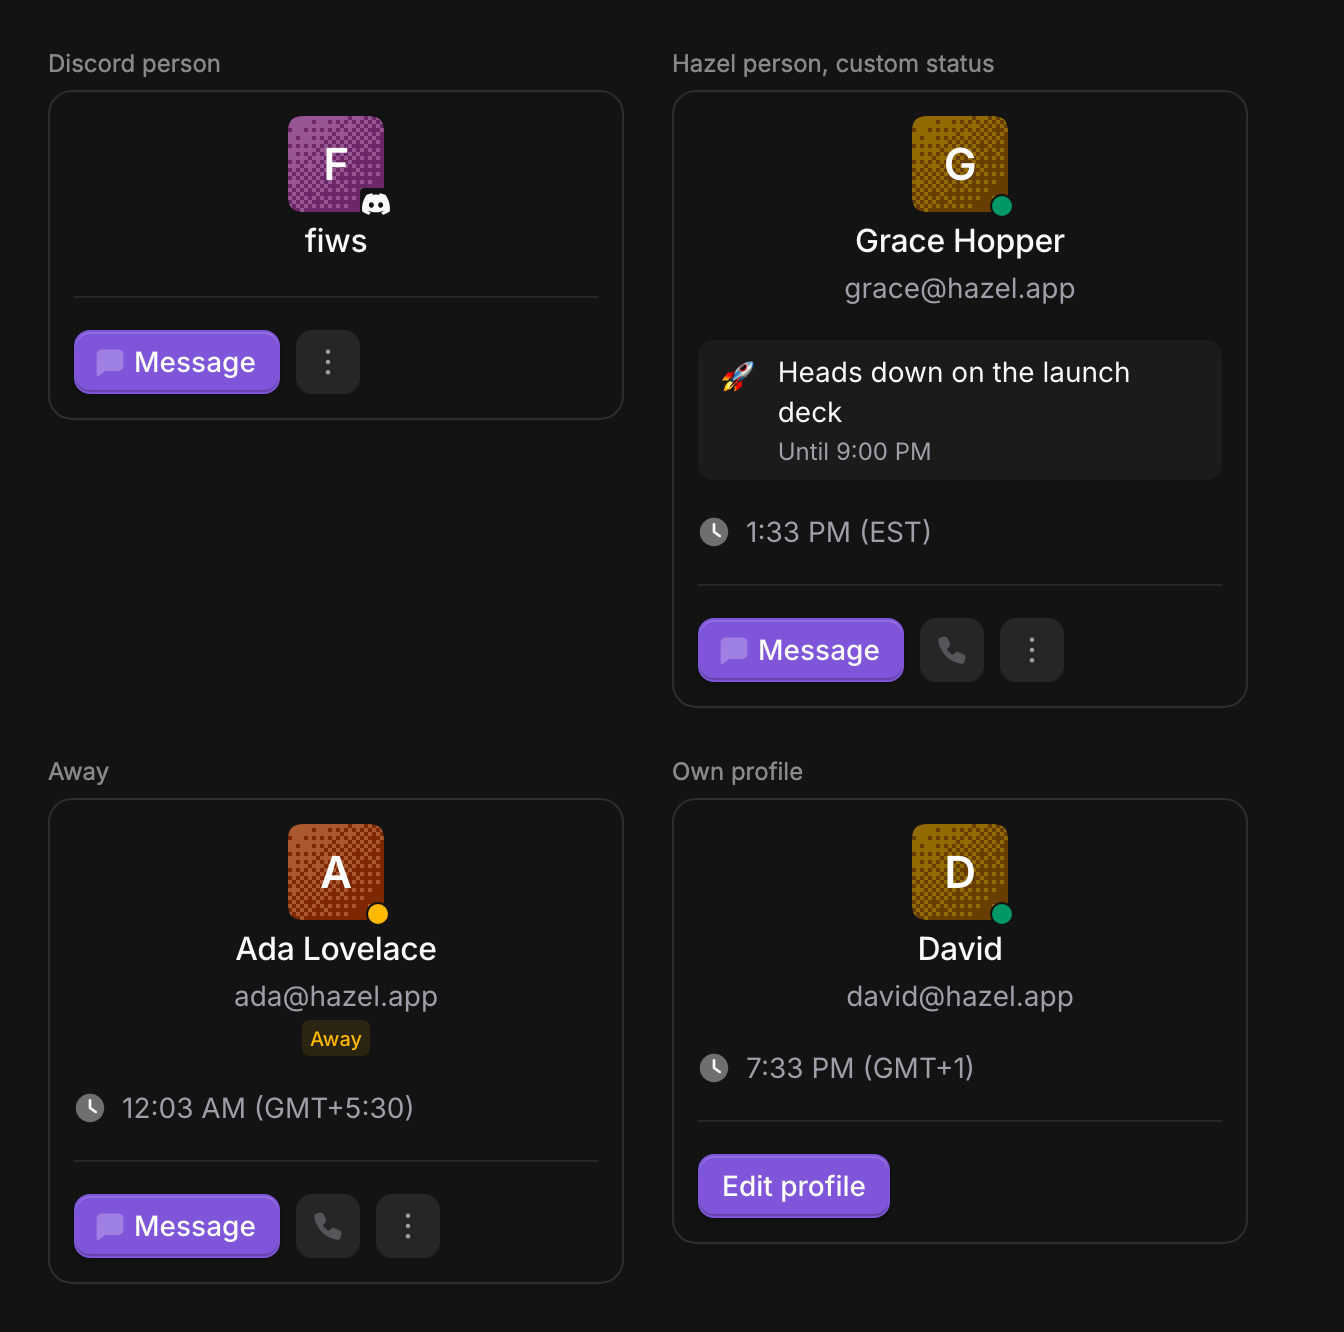 Discord person
F
fiws
Message
Hazel person, custom status
G
Grace Hopper
grace@hazel.app
Heads down on the launch
deck
Until 9:00 PM
1:33 PM (EST)
Message
Away
A
Ada Lovelace
ada@hazel.app
Away
12:03 AM (GMT+5:30)
Message
Own profile
D
David
david@hazel.app
7:33 PM (GMT+1)
Edit profile